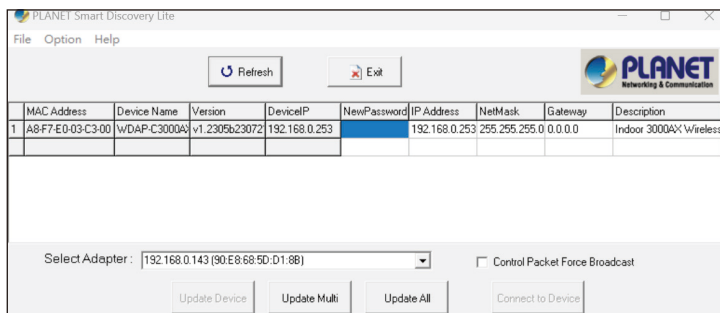 PLANET Smart Discovery Lite
File Option Help
Refresh Exit
PLANET
Networking & Communication
MAC Address Device Name Version DeviceIP NewPassword IP Address NetMask Gateway Description
1 A8-F7-E0-03-C3-00 WDAP-C3000A v1.2305b23072 192.168.0.253 192.168.0.253 255.255.255.0 0.0.0.0 Indoor 3000AX Wireless
Select Adapter : 192.168.0.143 (90:E8:68:5D:D1:8B) Control Packet Force Broadcast
Update Device Update Multi Update All Connect to Device